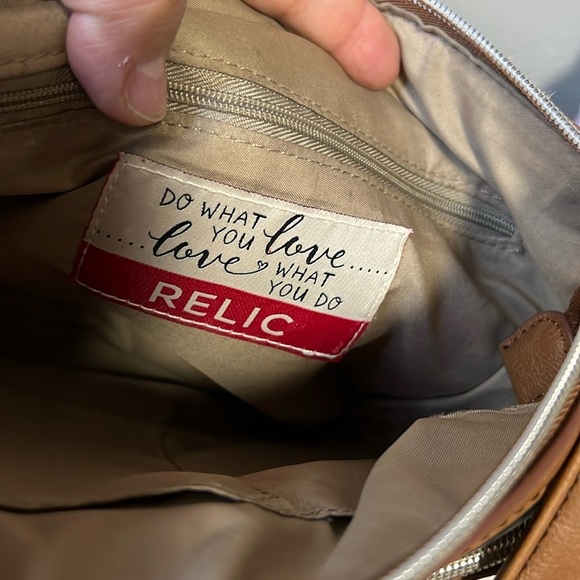 DO WHAT
YOU love.....
.....love WHAT
YOU DO
RELIC